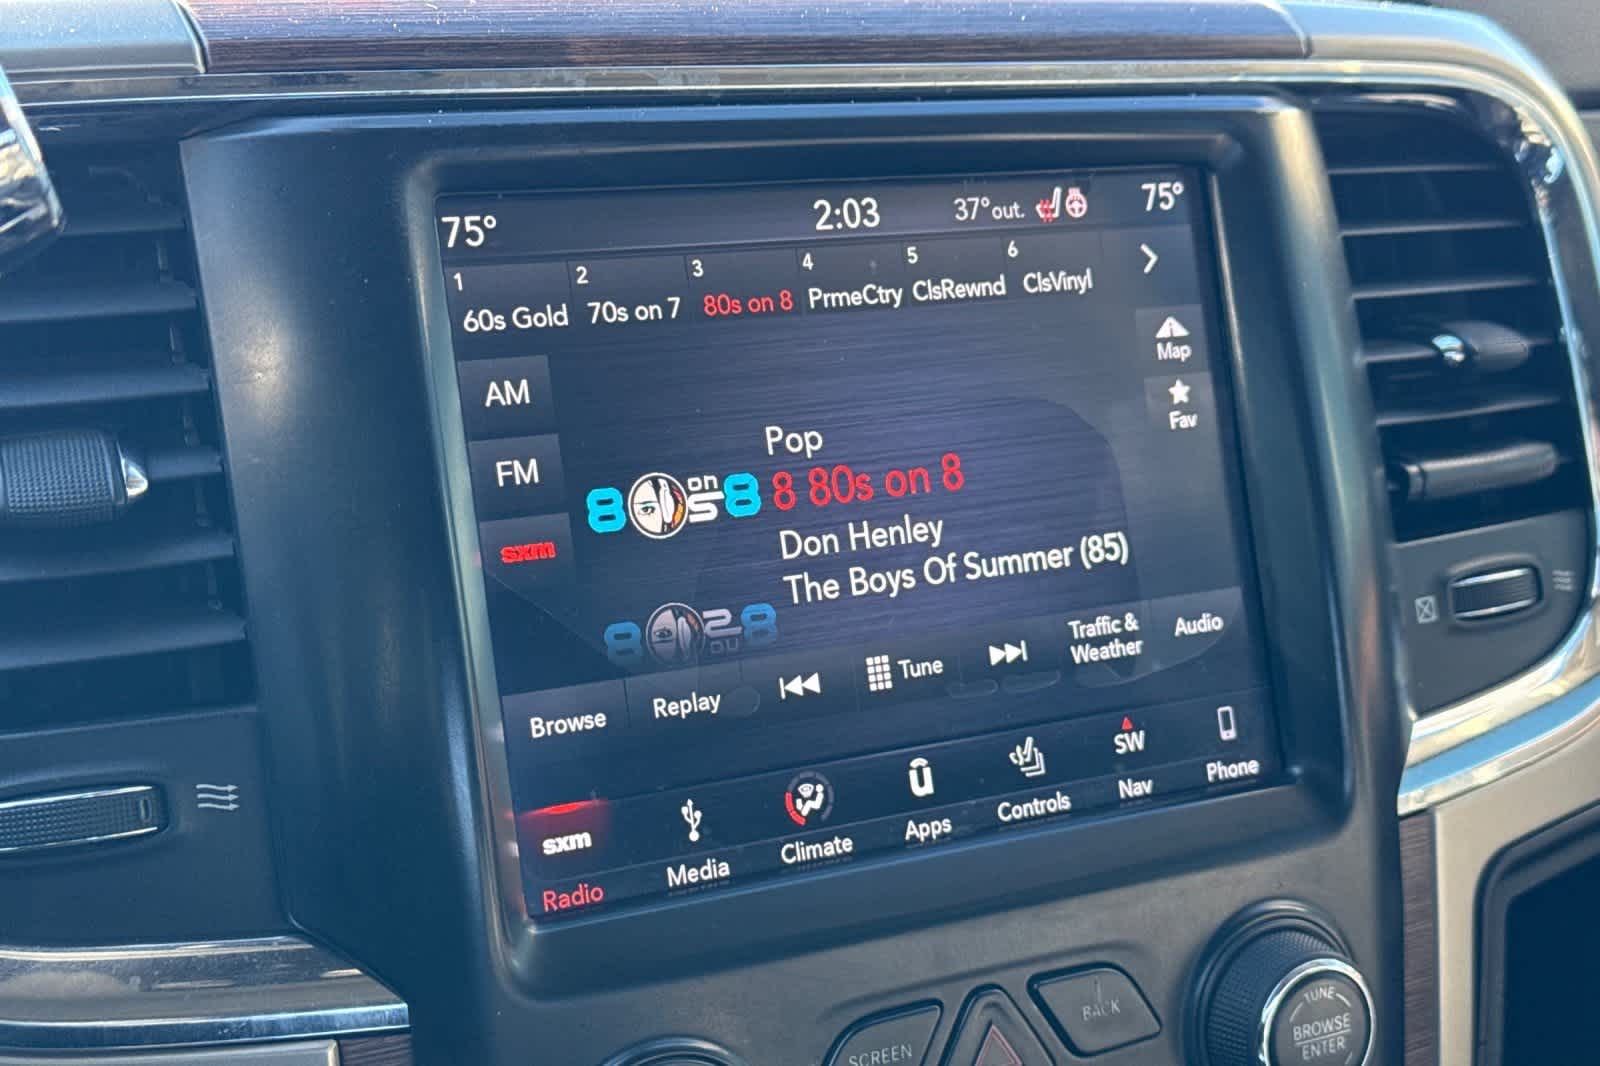 75° 2:03 37°out. 75°
1 2 3 4 5 6
60s Gold 70s on 7 80s on 8 PrmeCtry ClsRewnd ClsVinyl
Map
AM
Fav
Pop
FM
80s on 8 8 80s on 8
sxm
Don Henley
The Boys Of Summer (85)
Browse Replay Tune Traffic & Weather Audio
sxm SW
Radio Media Climate Apps Controls Nav Phone
SCREEN
BACK
TUNE
BROWSE
ENTER